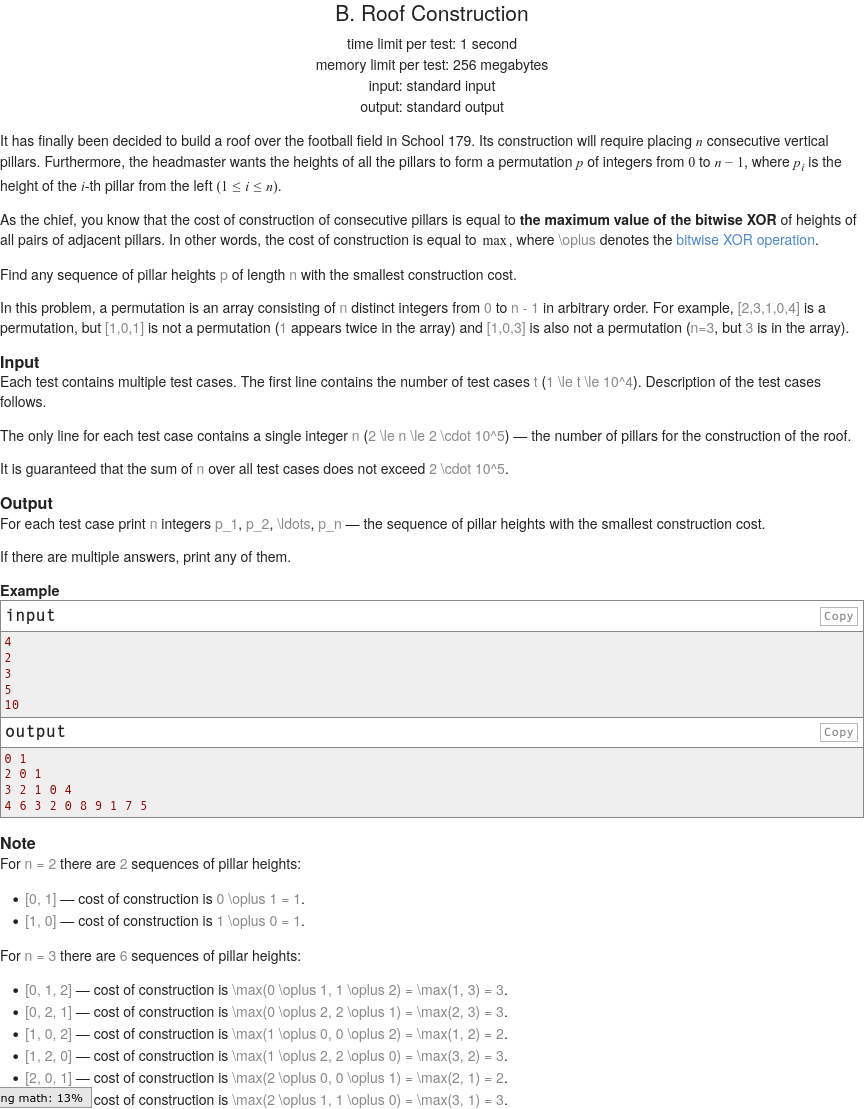 B. Roof Construction
time limit per test: 1 second
memory limit per test: 256 megabytes
input: standard input
output: standard output
It has finally been decided to build a roof over the football field in School 179. Its construction will require placing n consecutive vertical
pillars. Furthermore, the headmaster wants the heights of all the pillars to form a permutation p of integers from 0 to n − 1, where p_i is the
height of the i-th pillar from the left (1 ≤ i ≤ n).
As the chief, you know that the cost of construction of consecutive pillars is equal to the maximum value of the bitwise XOR of heights of
all pairs of adjacent pillars. In other words, the cost of construction is equal to max, where \oplus denotes the bitwise XOR operation.
Find any sequence of pillar heights p of length n with the smallest construction cost.
In this problem, a permutation is an array consisting of n distinct integers from 0 to n - 1 in arbitrary order. For example, [2,3,1,0,4] is a
permutation, but [1,0,1] is not a permutation (1 appears twice in the array) and [1,0,3] is also not a permutation (n=3, but 3 is in the array).
Input
Each test contains multiple test cases. The first line contains the number of test cases t (1 \le t \le 10^4). Description of the test cases
follows.
The only line for each test case contains a single integer n (2 \le n \le 2 \cdot 10^5) — the number of pillars for the construction of the roof.
It is guaranteed that the sum of n over all test cases does not exceed 2 \cdot 10^5.
Output
For each test case print n integers p_1, p_2, \ldots, p_n — the sequence of pillar heights with the smallest construction cost.
If there are multiple answers, print any of them.
Example
input Copy
4
2
3
5
10
output Copy
0 1
2 0 1
3 2 1 0 4
4 6 3 2 0 8 9 1 7 5
Note
For n = 2 there are 2 sequences of pillar heights:
• [0, 1] — cost of construction is 0 \oplus 1 = 1.
• [1, 0] — cost of construction is 1 \oplus 0 = 1.
For n = 3 there are 6 sequences of pillar heights:
• [0, 1, 2] — cost of construction is \max(0 \oplus 1, 1 \oplus 2) = \max(1, 3) = 3.
• [0, 2, 1] — cost of construction is \max(0 \oplus 2, 2 \oplus 1) = \max(2, 3) = 3.
• [1, 0, 2] — cost of construction is \max(1 \oplus 0, 0 \oplus 2) = \max(1, 2) = 2.
• [1, 2, 0] — cost of construction is \max(1 \oplus 2, 2 \oplus 0) = \max(3, 2) = 3.
• [2, 0, 1] — cost of construction is \max(2 \oplus 0, 0 \oplus 1) = \max(2, 1) = 2.
ng math: 13% cost of construction is \max(2 \oplus 1, 1 \oplus 0) = \max(3, 1) = 3.